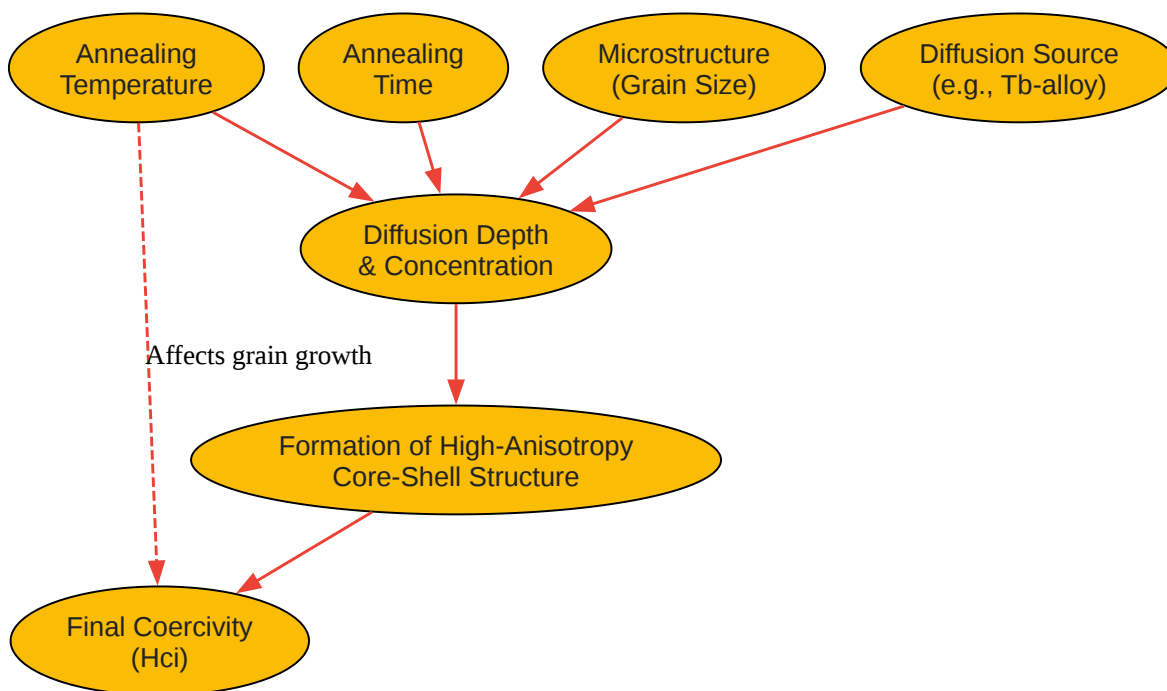 Annealing
Temperature
Annealing
Time
Microstructure
(Grain Size)
Diffusion Source
(e.g., Tb-alloy)
Diffusion Depth
& Concentration
Affects grain growth
Formation of High-Anisotropy
Core-Shell Structure
Final Coercivity
(Hci)